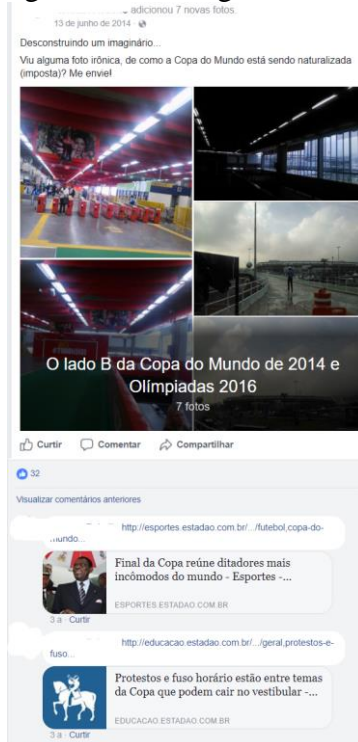 adicionou 7 novas fotos.
13 de junho de 2014 ·
Desconstruindo um imaginário...
Viu alguma foto irônica, de como a Copa do Mundo está sendo naturalizada
(imposta)? Me envie!
O lado B da Copa do Mundo de 2014 e
Olímpiadas 2016
7 fotos
Curtir Comentar Compartilhar
32
Visualizar comentários anteriores
http://esportes.estadao.com.br/.../futebol,copa-do-
mundo...
Final da Copa reúne ditadores mais
incômodos do mundo - Esportes -...
ESPORTES.ESTADAO.COM.BR
3 a · Curtir
http://educacao.estadao.com.br/.../geral,protestos-e-
fuso...
Protestos e fuso horário estão entre temas
da Copa que podem cair no vestibular -...
EDUCACAO.ESTADAO.COM.BR
3 a · Curtir